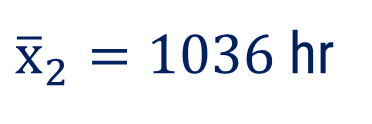 x̅₂ = 1036 hr